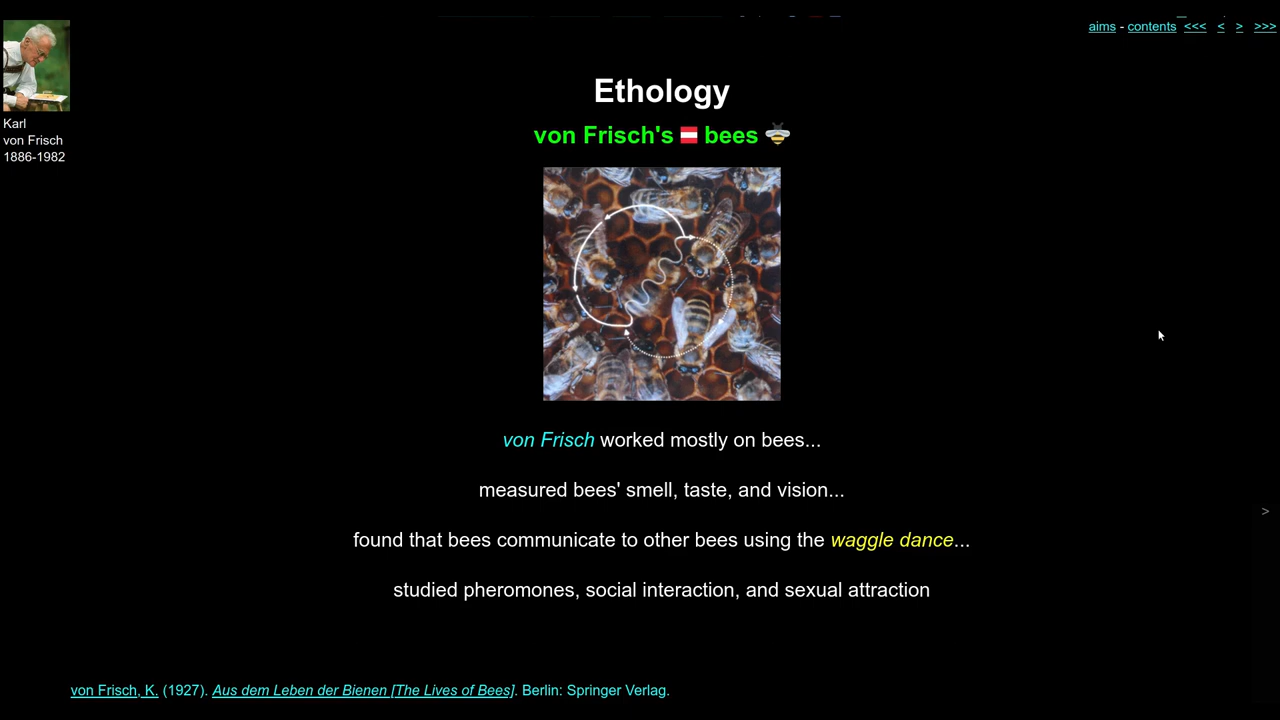 aims - contents <<< < > >>>
Karl
von Frisch
1886-1982
Ethology
von Frisch's bees
von Frisch worked mostly on bees...
measured bees' smell, taste, and vision...
found that bees communicate to other bees using the waggle dance...
>
studied pheromones, social interaction, and sexual attraction
von Frisch, K. (1927). Aus dem Leben der Bienen [The Lives of Bees]. Berlin: Springer Verlag.